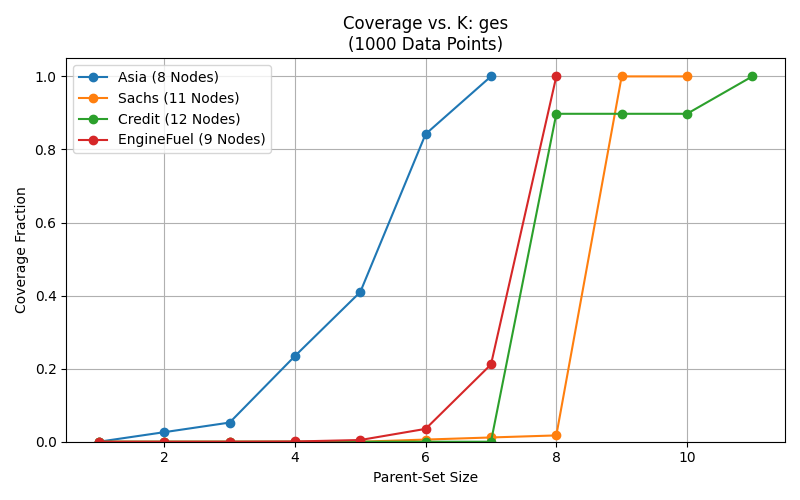 Coverage vs. K: ges
(1000 Data Points)
Asia (8 Nodes)
Sachs (11 Nodes)
Credit (12 Nodes)
EngineFuel (9 Nodes)
Coverage Fraction
1.0
0.8
0.6
0.4
0.2
0.0
2 4 6 8 10
Parent-Set Size